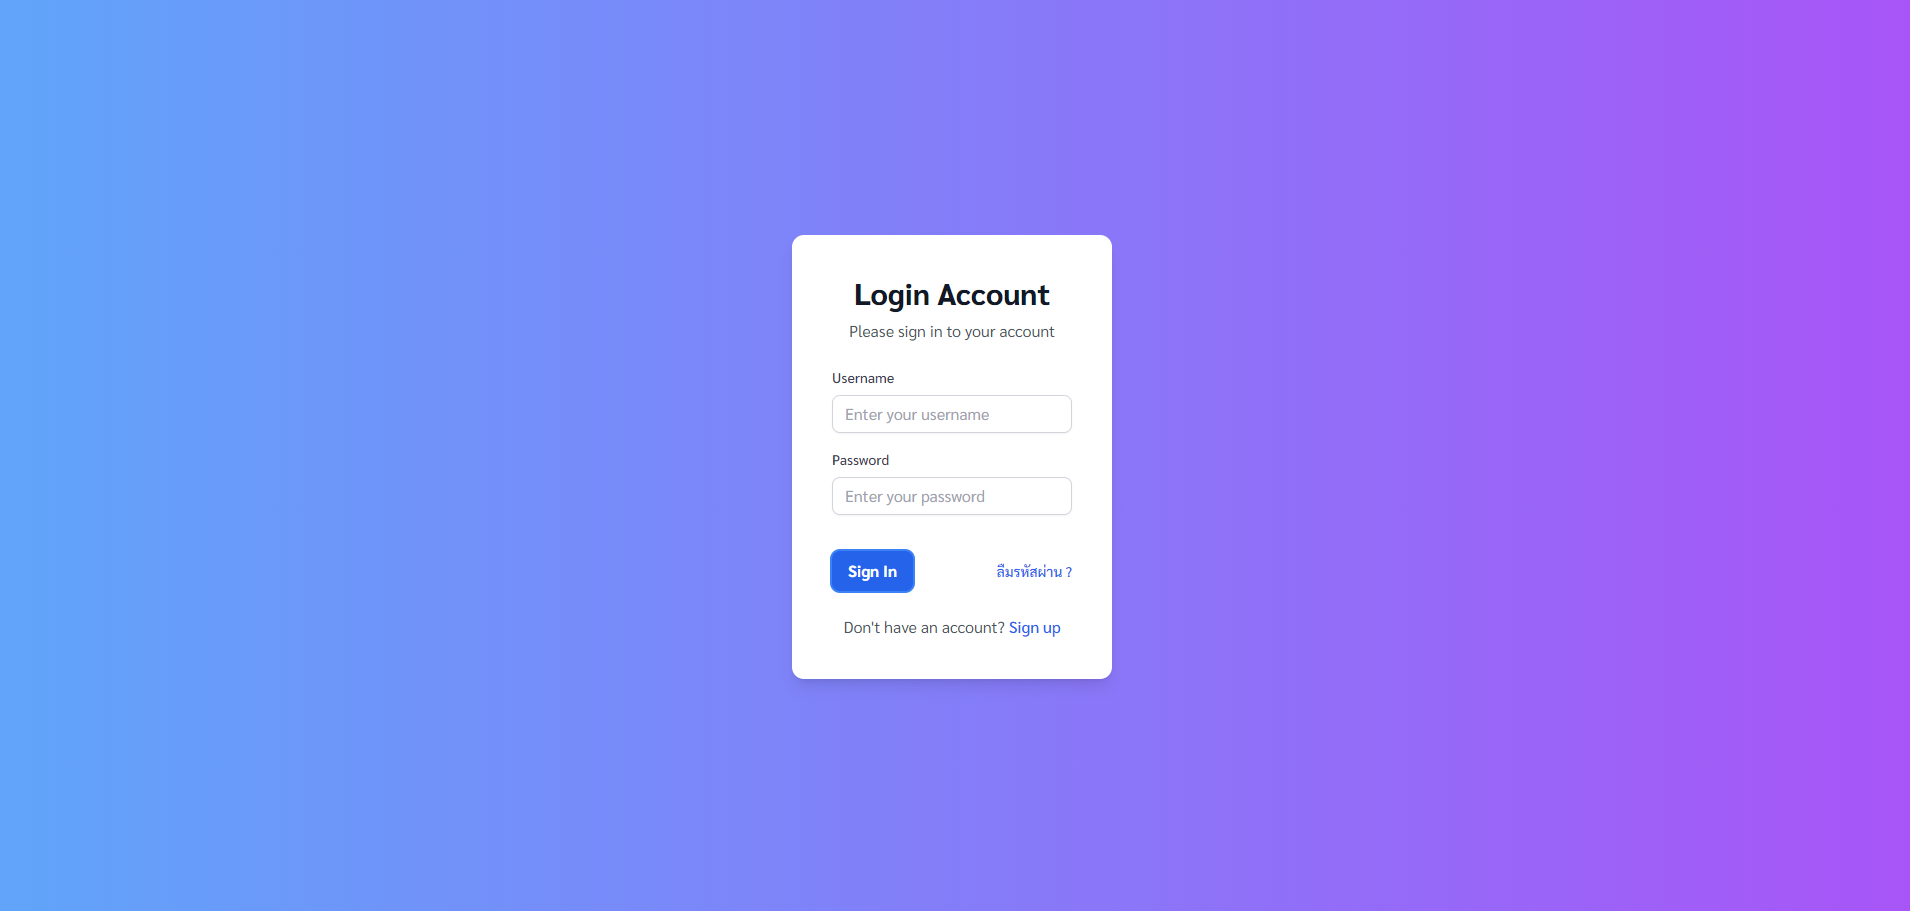 Login Account
Please sign in to your account
Username
Enter your username
Password
Enter your password
Sign In
ลืมรหัสผ่าน ?
Don't have an account? Sign up